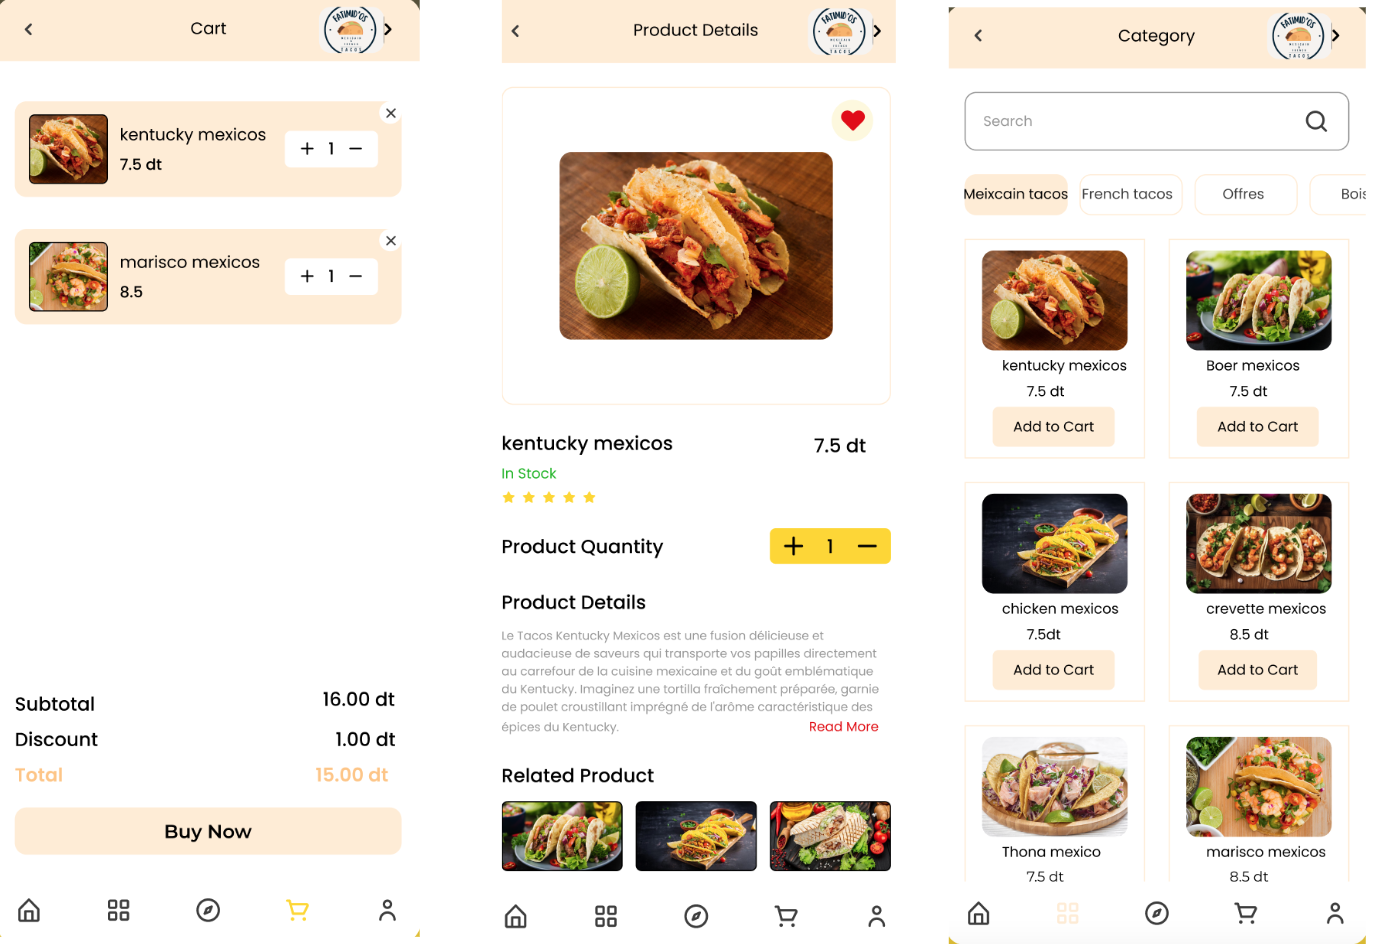 Cart
FATIMID'OS
MEXICAIN
&
FRENCH
TACOS
kentucky mexicos
7.5 dt
+ 1 −
marisco mexicos
8.5
+ 1 −
Subtotal 16.00 dt
Discount 1.00 dt
Total 15.00 dt
Buy Now
Product Details
FATIMID'OS
MEXICAIN
&
FRENCH
TACOS
kentucky mexicos 7.5 dt
In Stock
Product Quantity + 1 −
Product Details
Le Tacos Kentucky Mexicos est une fusion délicieuse et
audacieuse de saveurs qui transporte vos papilles directement
au carrefour de la cuisine mexicaine et du goût emblématique
du Kentucky. Imaginez une tortilla fraîchement préparée, garnie
de poulet croustillant imprégné de l'arôme caractéristique des
épices du Kentucky. Read More
Related Product
Category
FATIMID'OS
MEXICAIN
&
FRENCH
TACOS
Search
Meixcain tacos French tacos Offres Bois
kentucky mexicos
7.5 dt
Add to Cart
Boer mexicos
7.5 dt
Add to Cart
chicken mexicos
7.5dt
Add to Cart
crevette mexicos
8.5 dt
Add to Cart
Thona mexico
7.5 dt
marisco mexicos
8.5 dt